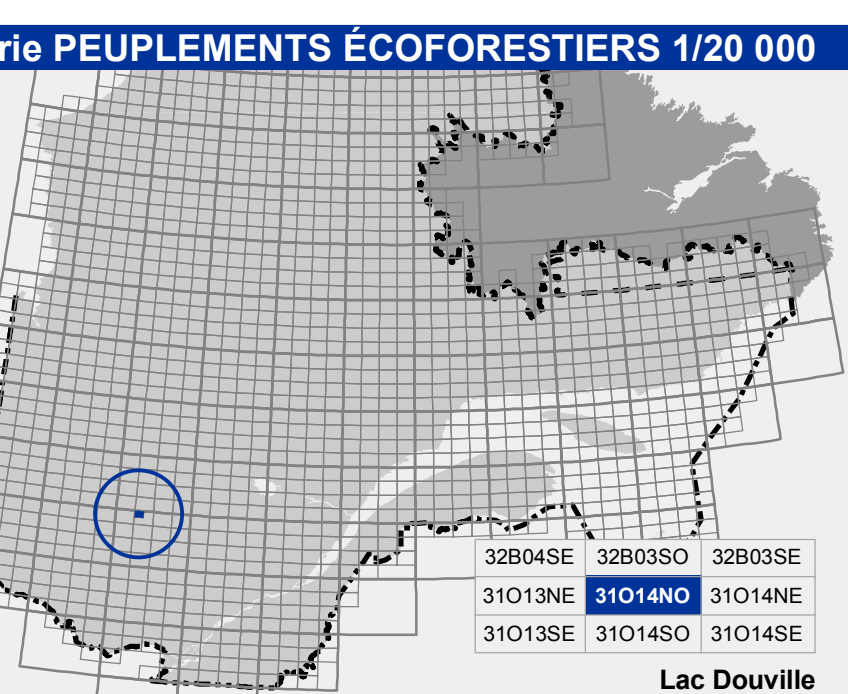 rie PEUPLEMENTS ÉCOFORESTIERS 1/20 000
32B04SE 32B03SO 32B03SE
31O13NE 31O14NO 31O14NE
31O13SE 31O14SO 31O14SE
Lac Douville